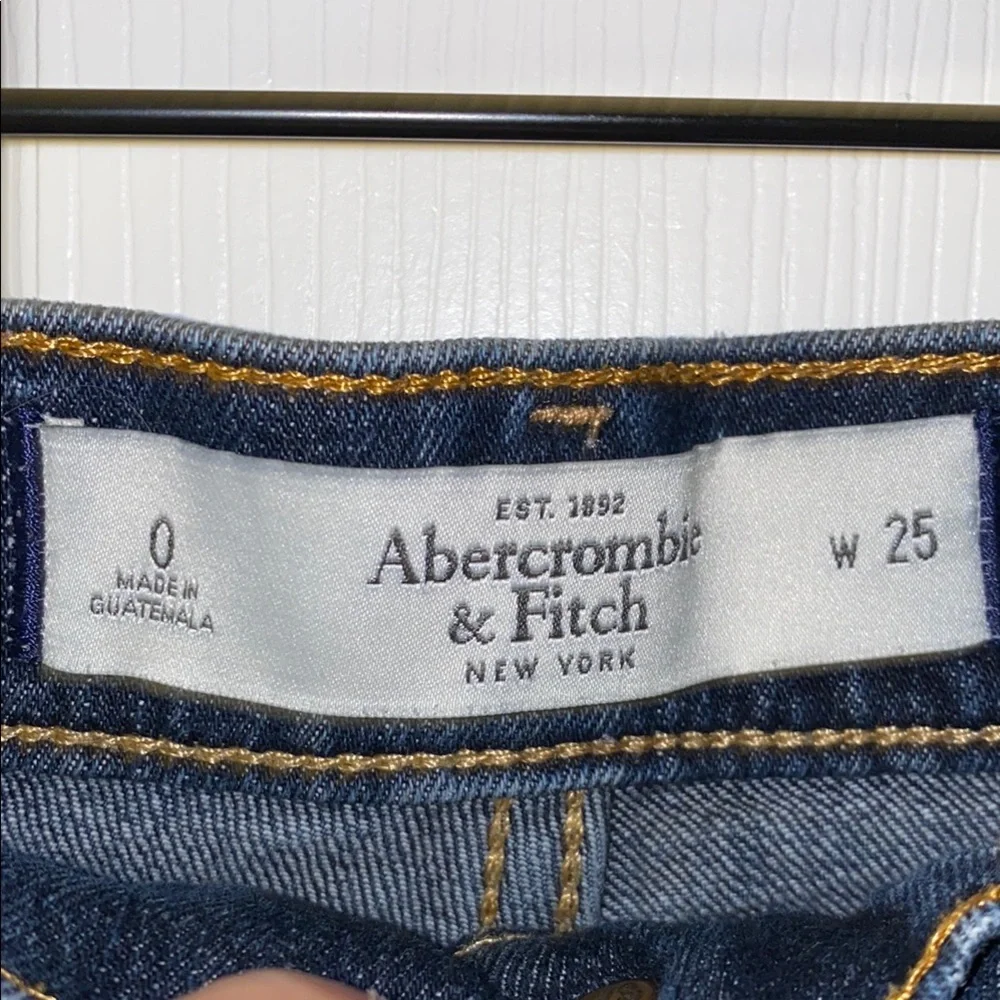 0
MADE IN
GUATEMALA
EST. 1892
Abercrombie
& Fitch
NEW YORK
W 25